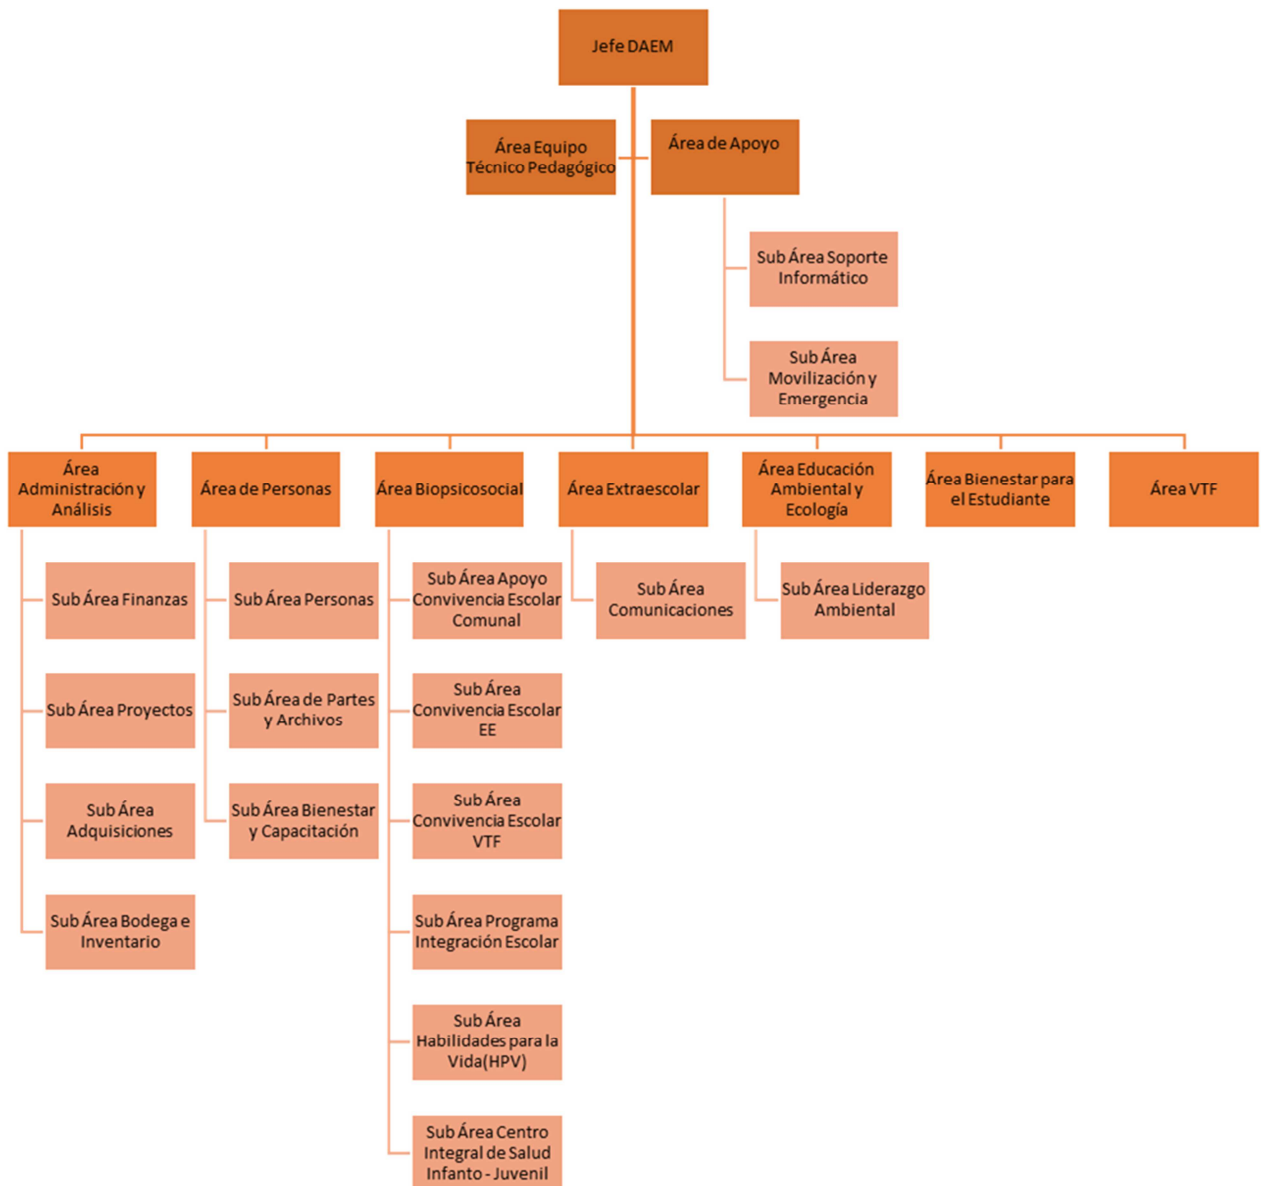 Jefe DAEM
Área Equipo
Técnico Pedagógico
Área de Apoyo
Sub Área Soporte
Informático
Sub Área
Movilización y
Emergencia
Área
Administración y
Análisis
Área de Personas
Área Biopsicosocial
Área Extraescolar
Área Educación
Ambiental y
Ecología
Área Bienestar para
el Estudiante
Área VTF
Sub Área Finanzas
Sub Área Proyectos
Sub Área
Adquisiciones
Sub Área Bodega e
Inventario
Sub Área Personas
Sub Área de Partes
y Archivos
Sub Área Bienestar
y Capacitación
Sub Área Apoyo
Convivencia Escolar
Comunal
Sub Área
Convivencia Escolar
EE
Sub Área
Convivencia Escolar
VTF
Sub Área Programa
Integración Escolar
Sub Área
Habilidades para la
Vida(HPV)
Sub Área Centro
Integral de Salud
Infanto - Juvenil
Sub Área
Comunicaciones
Sub Área Liderazgo
Ambiental